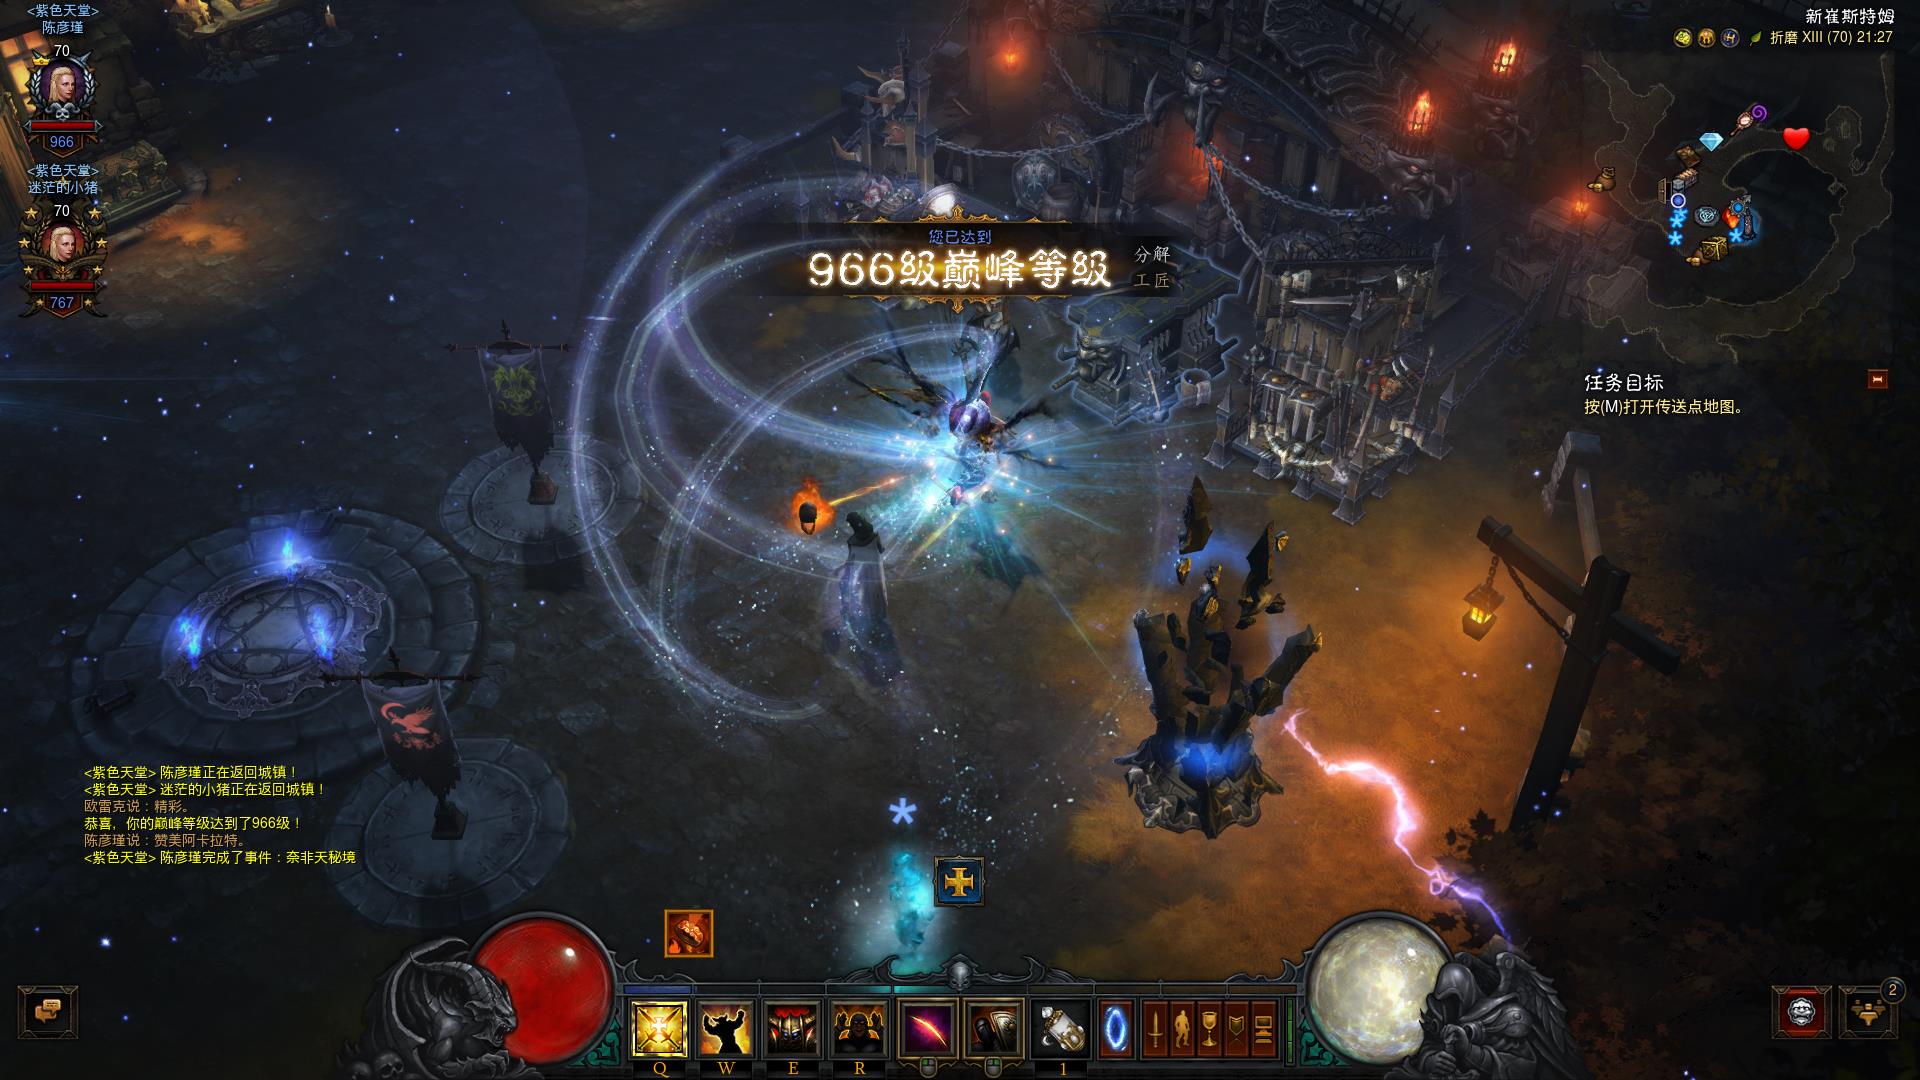 <紫色天堂>
陈彦瑾
70
966
<紫色天堂>
迷茫的小猪
70
767
新崔斯特姆
折磨 XIII (70) 21:27
您已达到
966级巅峰等级
分解
工匠
任务目标
按(M)打开传送点地图。
<紫色天堂> 陈彦瑾正在返回城镇！
<紫色天堂> 迷茫的小猪正在返回城镇！
欧雷克说：精彩。
恭喜，你的巅峰等级达到了966级！
陈彦瑾说：赞美阿卡拉特。
<紫色天堂> 陈彦瑾完成了事件：奈非天秘境
Q W E R 1
2